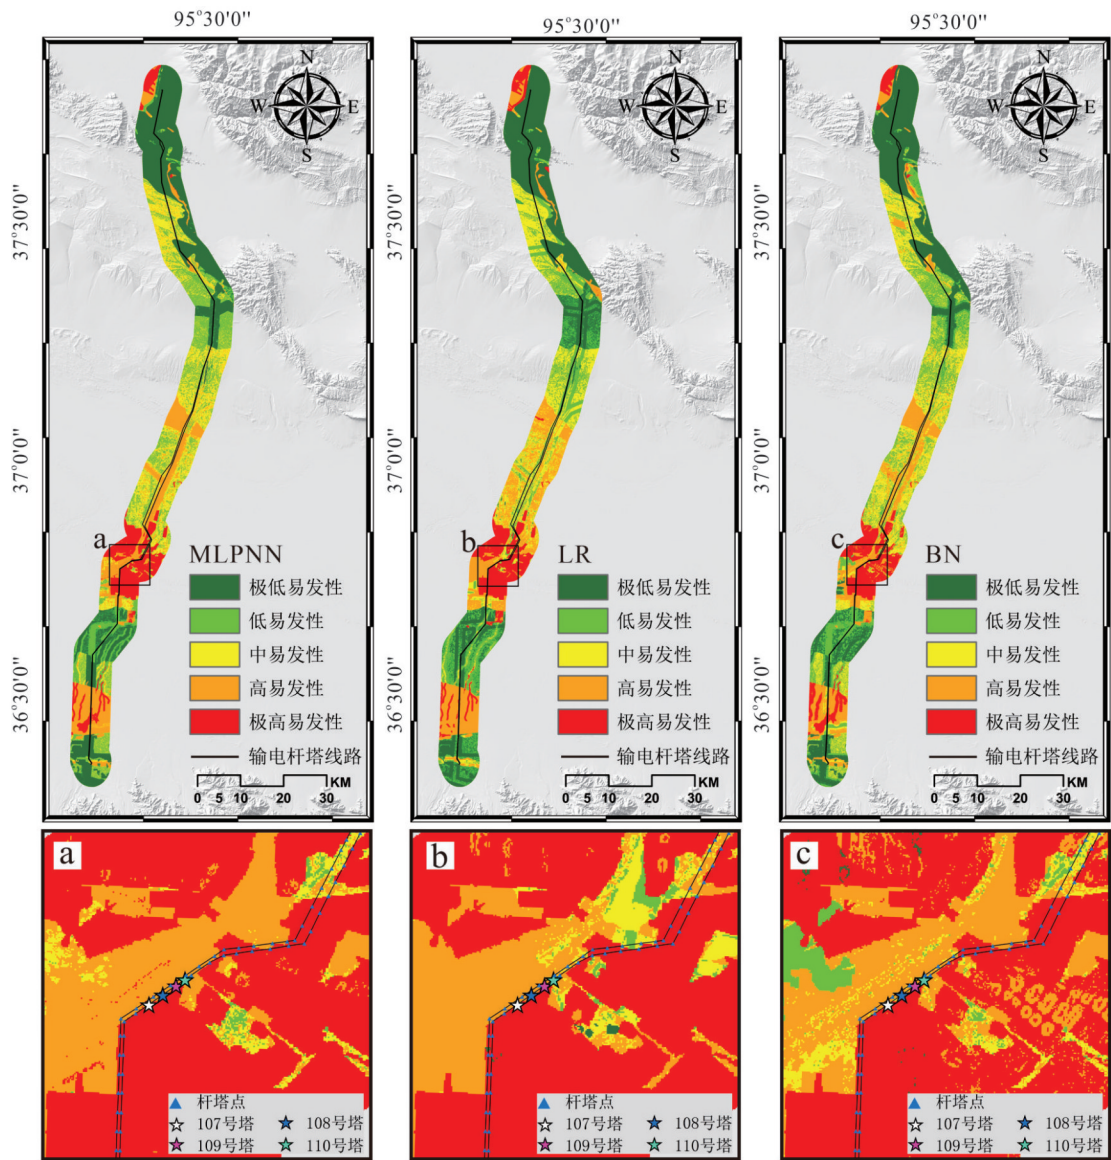 95°30′0″ 95°30′0″ 95°30′0″
N N N
W E W E W E
S S S
37°30′0″ 37°30′0″ 37°30′0″
37°0′0″ 37°0′0″ 37°0′0″
36°30′0″ 36°30′0″ 36°30′0″
a b c
MLPNN LR BN
极低易发性 极低易发性 极低易发性
低易发性 低易发性 低易发性
中易发性 中易发性 中易发性
高易发性 高易发性 高易发性
极高易发性 极高易发性 极高易发性
输电杆塔线路 输电杆塔线路 输电杆塔线路
KM KM KM
0 5 10 20 30 0 5 10 20 30 0 5 10 20 30
a b c
杆塔点 杆塔点 杆塔点
107号塔 108号塔 107号塔 108号塔 107号塔 108号塔
109号塔 110号塔 109号塔 110号塔 109号塔 110号塔